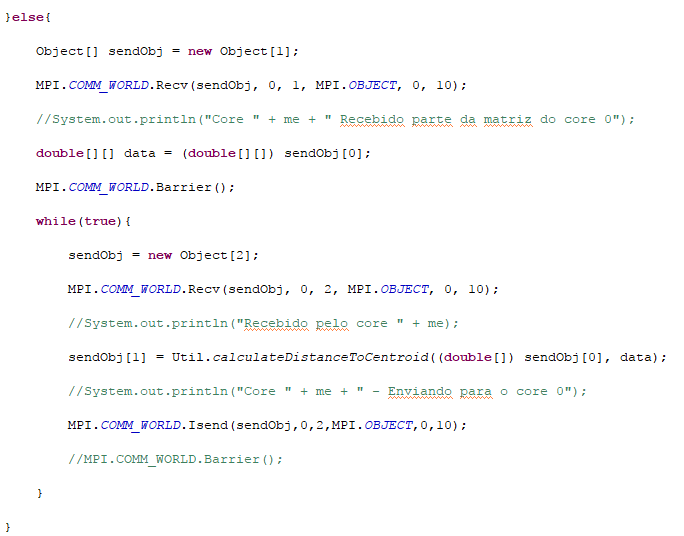 }else{
Object[] sendObj = new Object[1];
MPI.COMM_WORLD.Recv(sendObj, 0, 1, MPI.OBJECT, 0, 10);
//System.out.println("Core " + me + " Recebido parte da matriz do core 0");
double[][] data = (double[][]) sendObj[0];
MPI.COMM_WORLD.Barrier();
while(true){
sendObj = new Object[2];
MPI.COMM_WORLD.Recv(sendObj, 0, 2, MPI.OBJECT, 0, 10);
//System.out.println("Recebido pelo core " + me);
sendObj[1] = Util.calculateDistanceToCentroid((double[]) sendObj[0], data);
//System.out.println("Core " + me + " - Enviando para o core 0");
MPI.COMM_WORLD.Isend(sendObj,0,2,MPI.OBJECT,0,10);
//MPI.COMM_WORLD.Barrier();
}
}